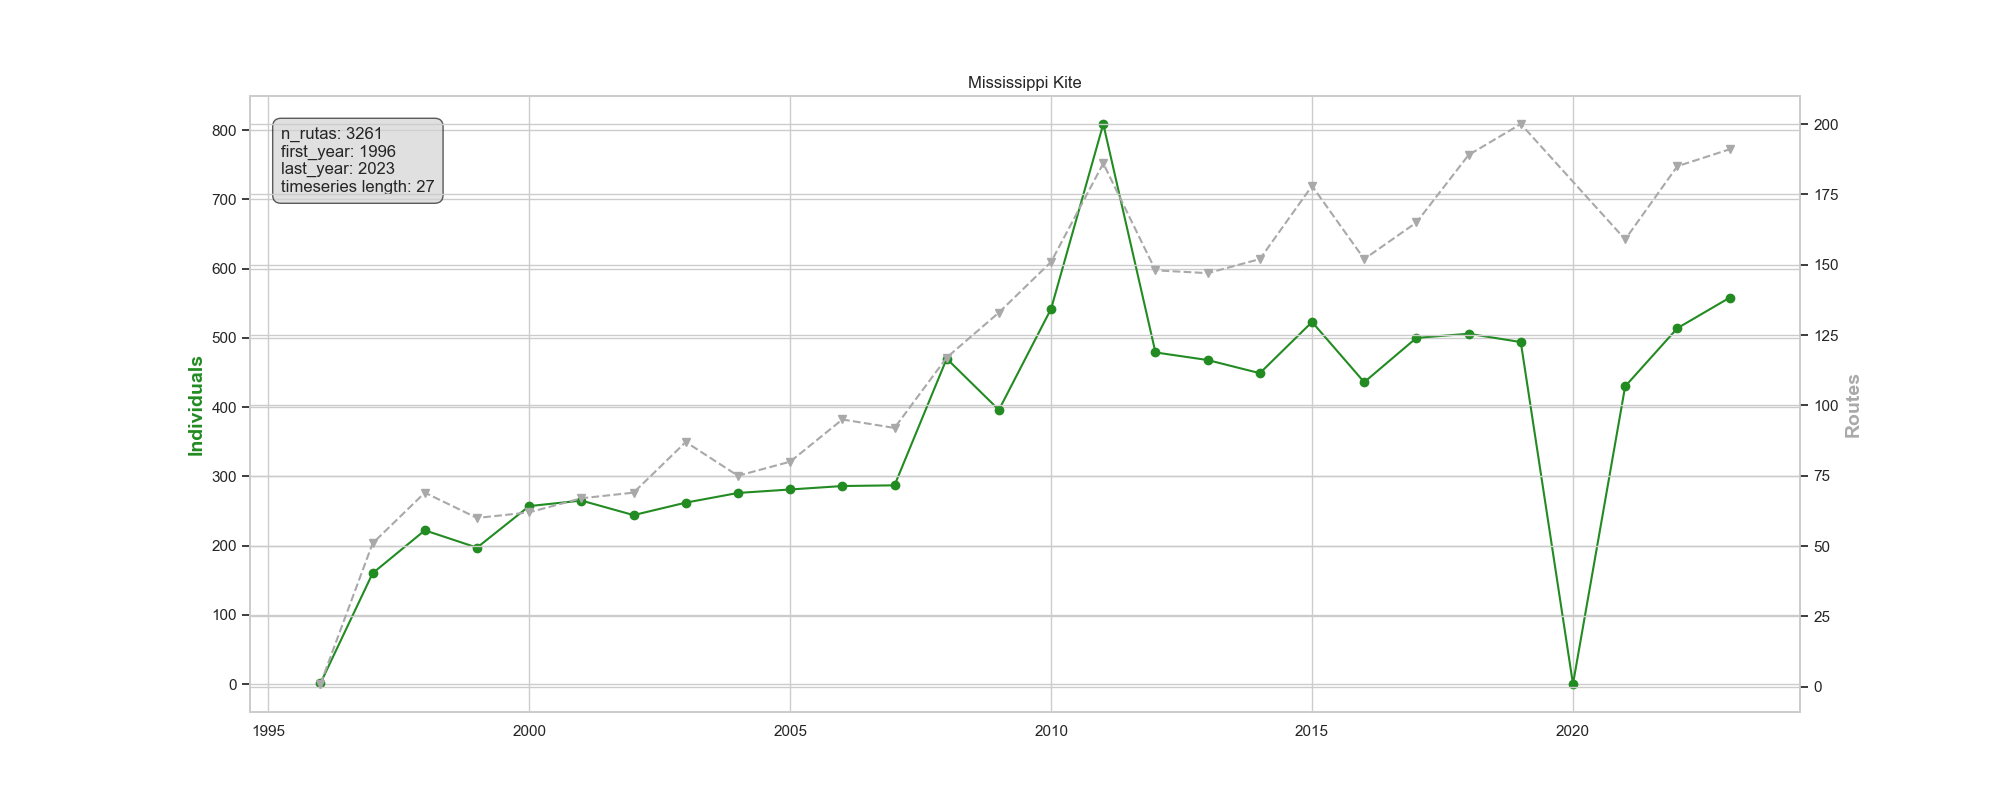 Mississippi Kite
n_rutas: 3261
first_year: 1996
last_year: 2023
timeseries length: 27
800
700
600
500
400
300
200
100
0
Individuals
200
175
150
125
100
75
50
25
0
Routes
1995 2000 2005 2010 2015 2020